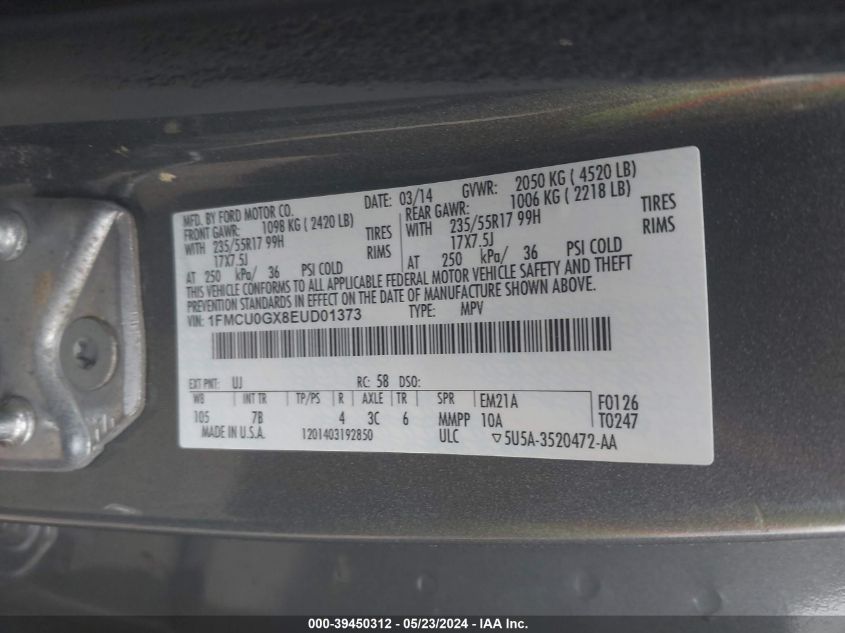 MFD. BY FORD MOTOR CO. DATE: 03/14 GVWR: 2050 KG ( 4520 LB)
FRONT GAWR: 1098 KG ( 2420 LB) REAR GAWR: 1006 KG ( 2218 LB)
WITH 235/55R17 99H TIRES WITH 235/55R17 99H TIRES
17X7.5J RIMS 17X7.5J RIMS
AT 250 kPa/ 36 PSI COLD AT 250 kPa/ 36 PSI COLD
THIS VEHICLE CONFORMS TO ALL APPLICABLE FEDERAL MOTOR VEHICLE SAFETY AND THEFT
PREVENTION STANDARDS IN EFFECT ON THE DATE OF MANUFACTURE SHOWN ABOVE.
VIN: 1FMCU0GX8EUD01373 TYPE: MPV
EXT PNT: UJ RC: 58 DSO:
WB INT TR TP/PS R AXLE TR SPR EM21A F0126
105 7B 4 3C 6 MMPP 10A T0247
MADE IN U.S.A. 1201403192850 ULC ▽5U5A-3520472-AA
000-39450312 - 05/23/2024 - IAA Inc.